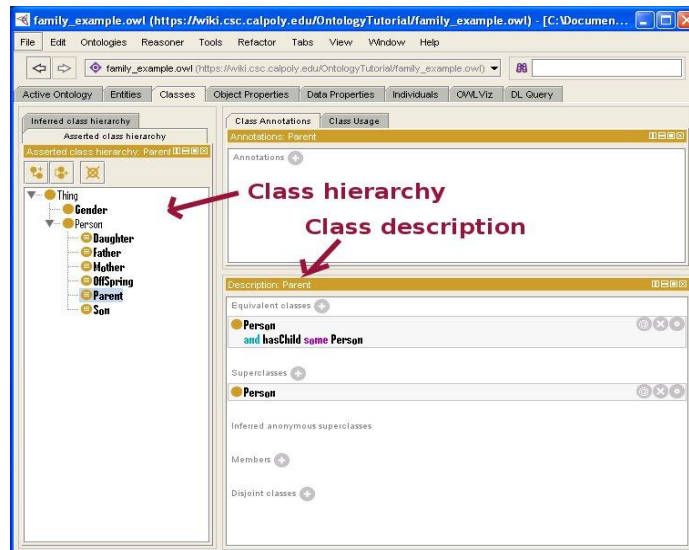 family_example.owl (https://wiki.csc.calpoly.edu/OntologyTutorial/family_example.owl) - [C:\Documen...
File Edit Ontologies Reasoner Tools Refactor Tabs View Window Help
family_example.owl (https://wiki.csc.calpoly.edu/OntologyTutorial/family_example.owl)
Active Ontology Entities Classes Object Properties Data Properties Individuals OWLViz DL Query
Inferred class hierarchy
Asserted class hierarchy
Asserted class hierarchy: Parent
Thing
Gender
Person
Daughter
Father
Mother
OffSpring
Parent
Son
Class Annotations Class Usage
Annotations: Parent
Annotations
Class hierarchy
Class description
Description: Parent
Equivalent classes
Person
and hasChild some Person
Superclasses
Person
Inferred anonymous superclasses
Members
Disjoint classes